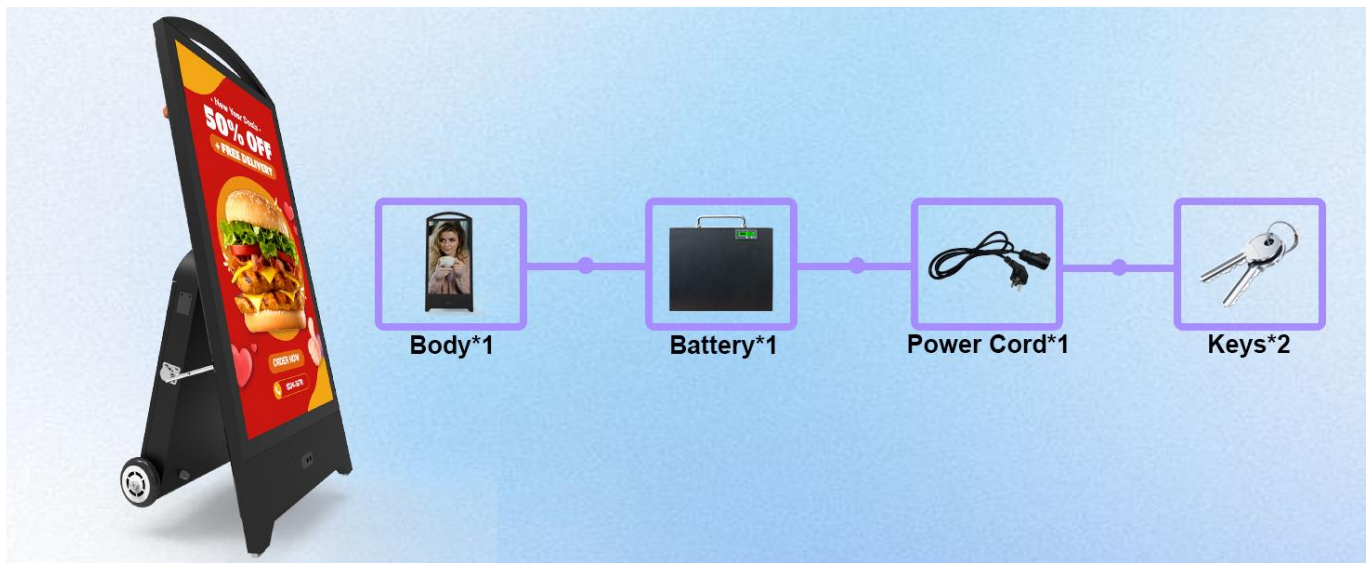 - New Year Deals -
50% OFF
+ FREE DELIVERY
ORDER NOW
Body*1
Battery*1
Power Cord*1
Keys*2